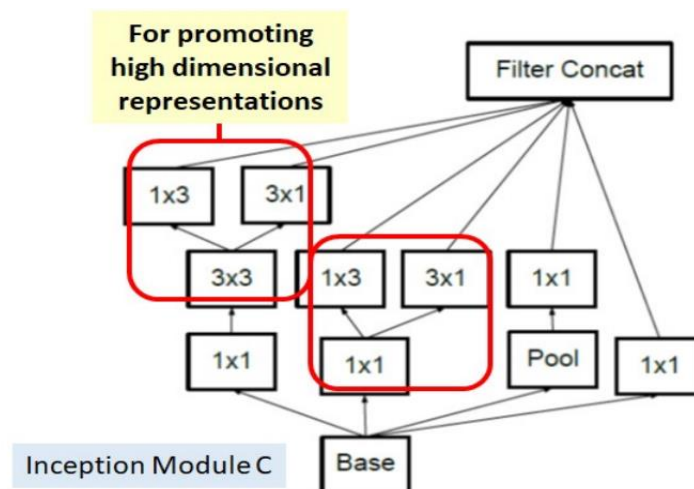 For promoting
high dimensional
representations
Filter Concat
1x3
3x1
3x3
1x3
3x1
1x1
1x1
1x1
Pool
1x1
Inception Module C
Base